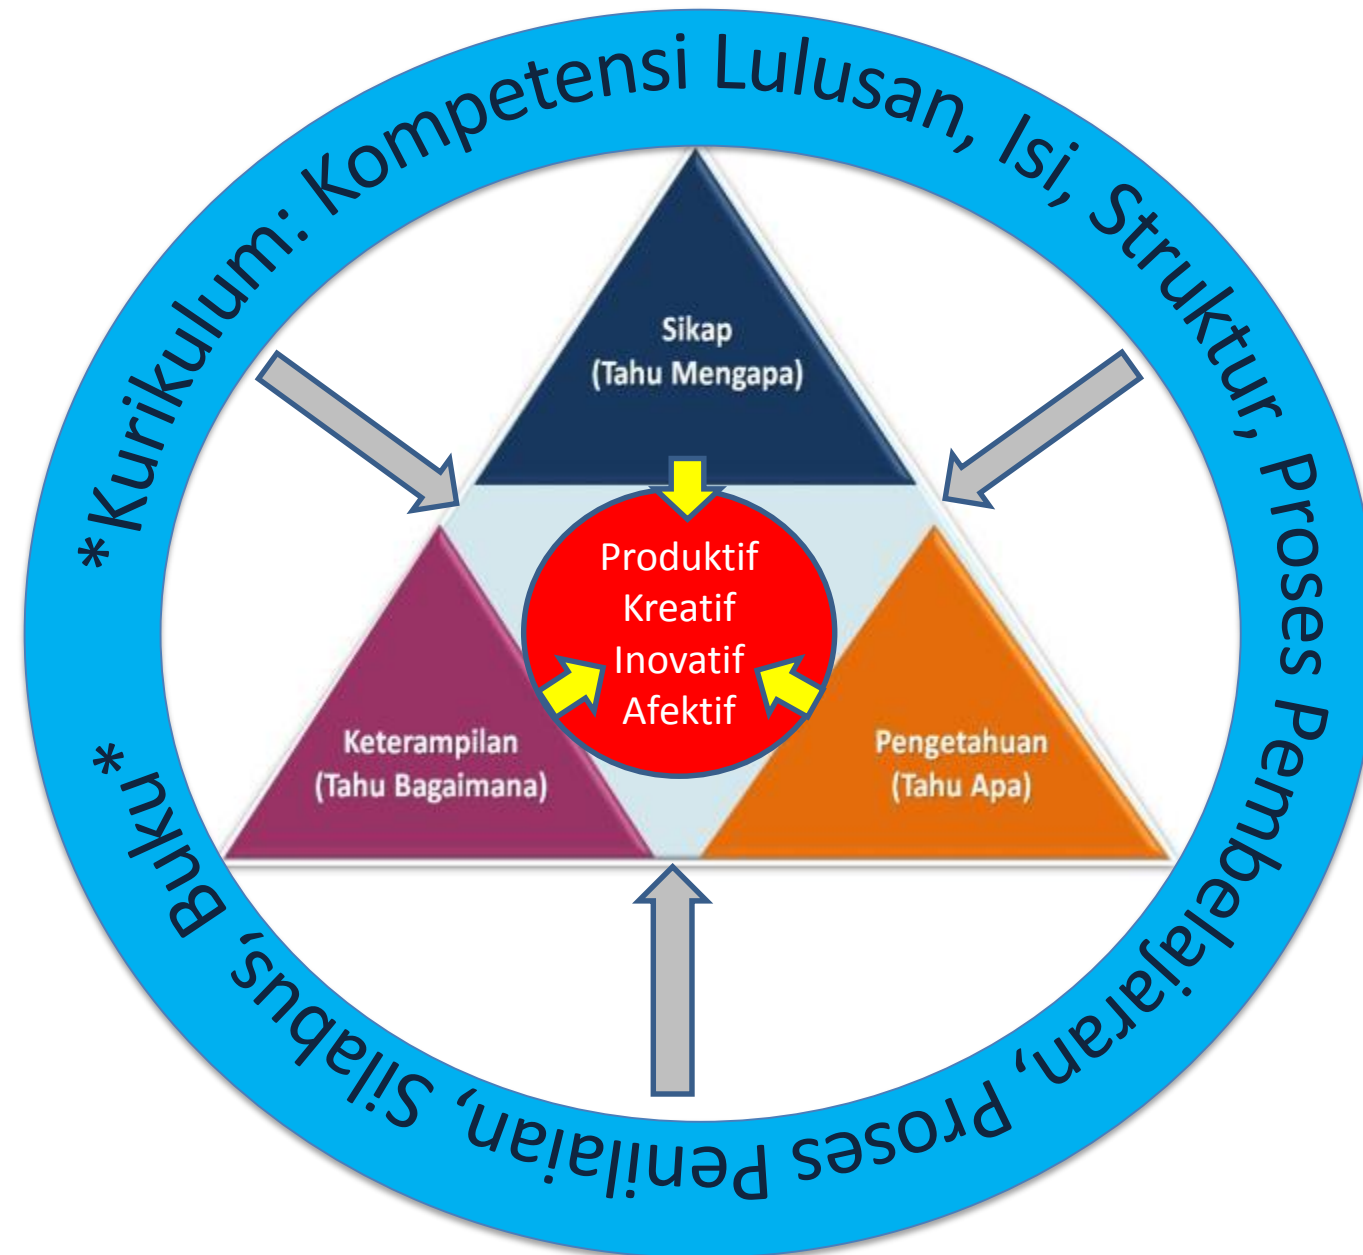 *Kurikulum: Kompetensi Lulusan, Isi, Struktur, Proses Pembelajaran, Proses Penilaian, Silabus, Buku*
Sikap
(Tahu Mengapa)
Produktif
Kreatif
Inovatif
Afektif
Keterampilan
(Tahu Bagaimana)
Pengetahuan
(Tahu Apa)